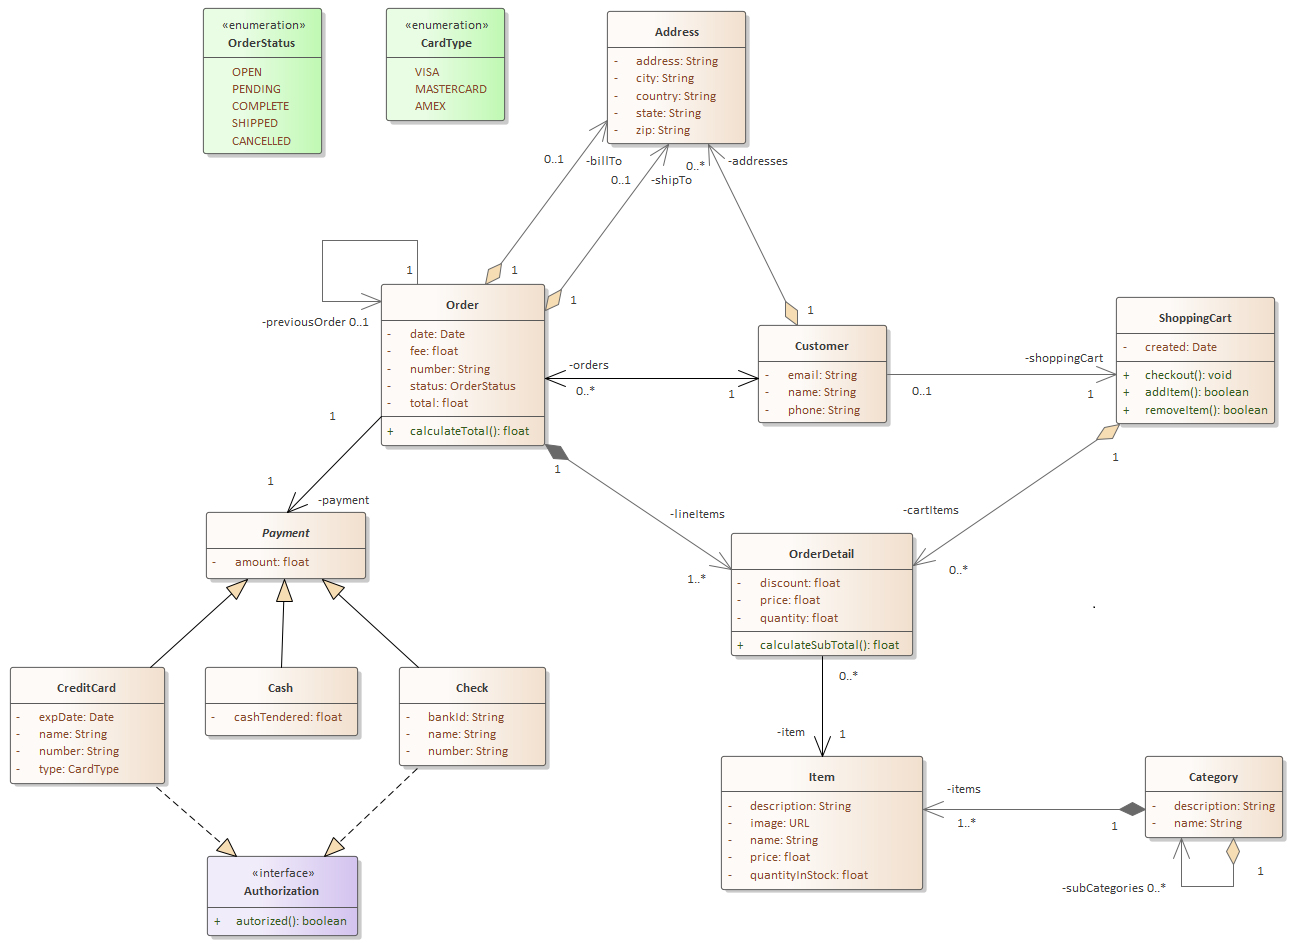 «enumeration»
OrderStatus
OPEN
PENDING
COMPLETE
SHIPPED
CANCELLED
«enumeration»
CardType
VISA
MASTERCARD
AMEX
Address
- address: String
- city: String
- country: String
- state: String
- zip: String
0..1
-billTo
0..1
-shipTo
0..*
-addresses
1
1
1
1
-previousOrder 0..1
Order
- date: Date
- fee: float
- number: String
- status: OrderStatus
- total: float
+ calculateTotal(): float
-orders
0..*
1
Customer
- email: String
- name: String
- phone: String
-shoppingCart
0..1
1
ShoppingCart
- created: Date
+ checkout(): void
+ addItem(): boolean
+ removeItem(): boolean
1
1
-payment
1
-lineItems
1..*
1
-cartItems
0..*
Payment
- amount: float
OrderDetail
- discount: float
- price: float
- quantity: float
+ calculateSubTotal(): float
CreditCard
- expDate: Date
- name: String
- number: String
- type: CardType
Cash
- cashTendered: float
Check
- bankId: String
- name: String
- number: String
0..*
-item
1
«interface»
Authorization
+ autorized(): boolean
Item
- description: String
- image: URL
- name: String
- price: float
- quantityInStock: float
-items
1..*
1
Category
- description: String
- name: String
1
-subCategories 0..*